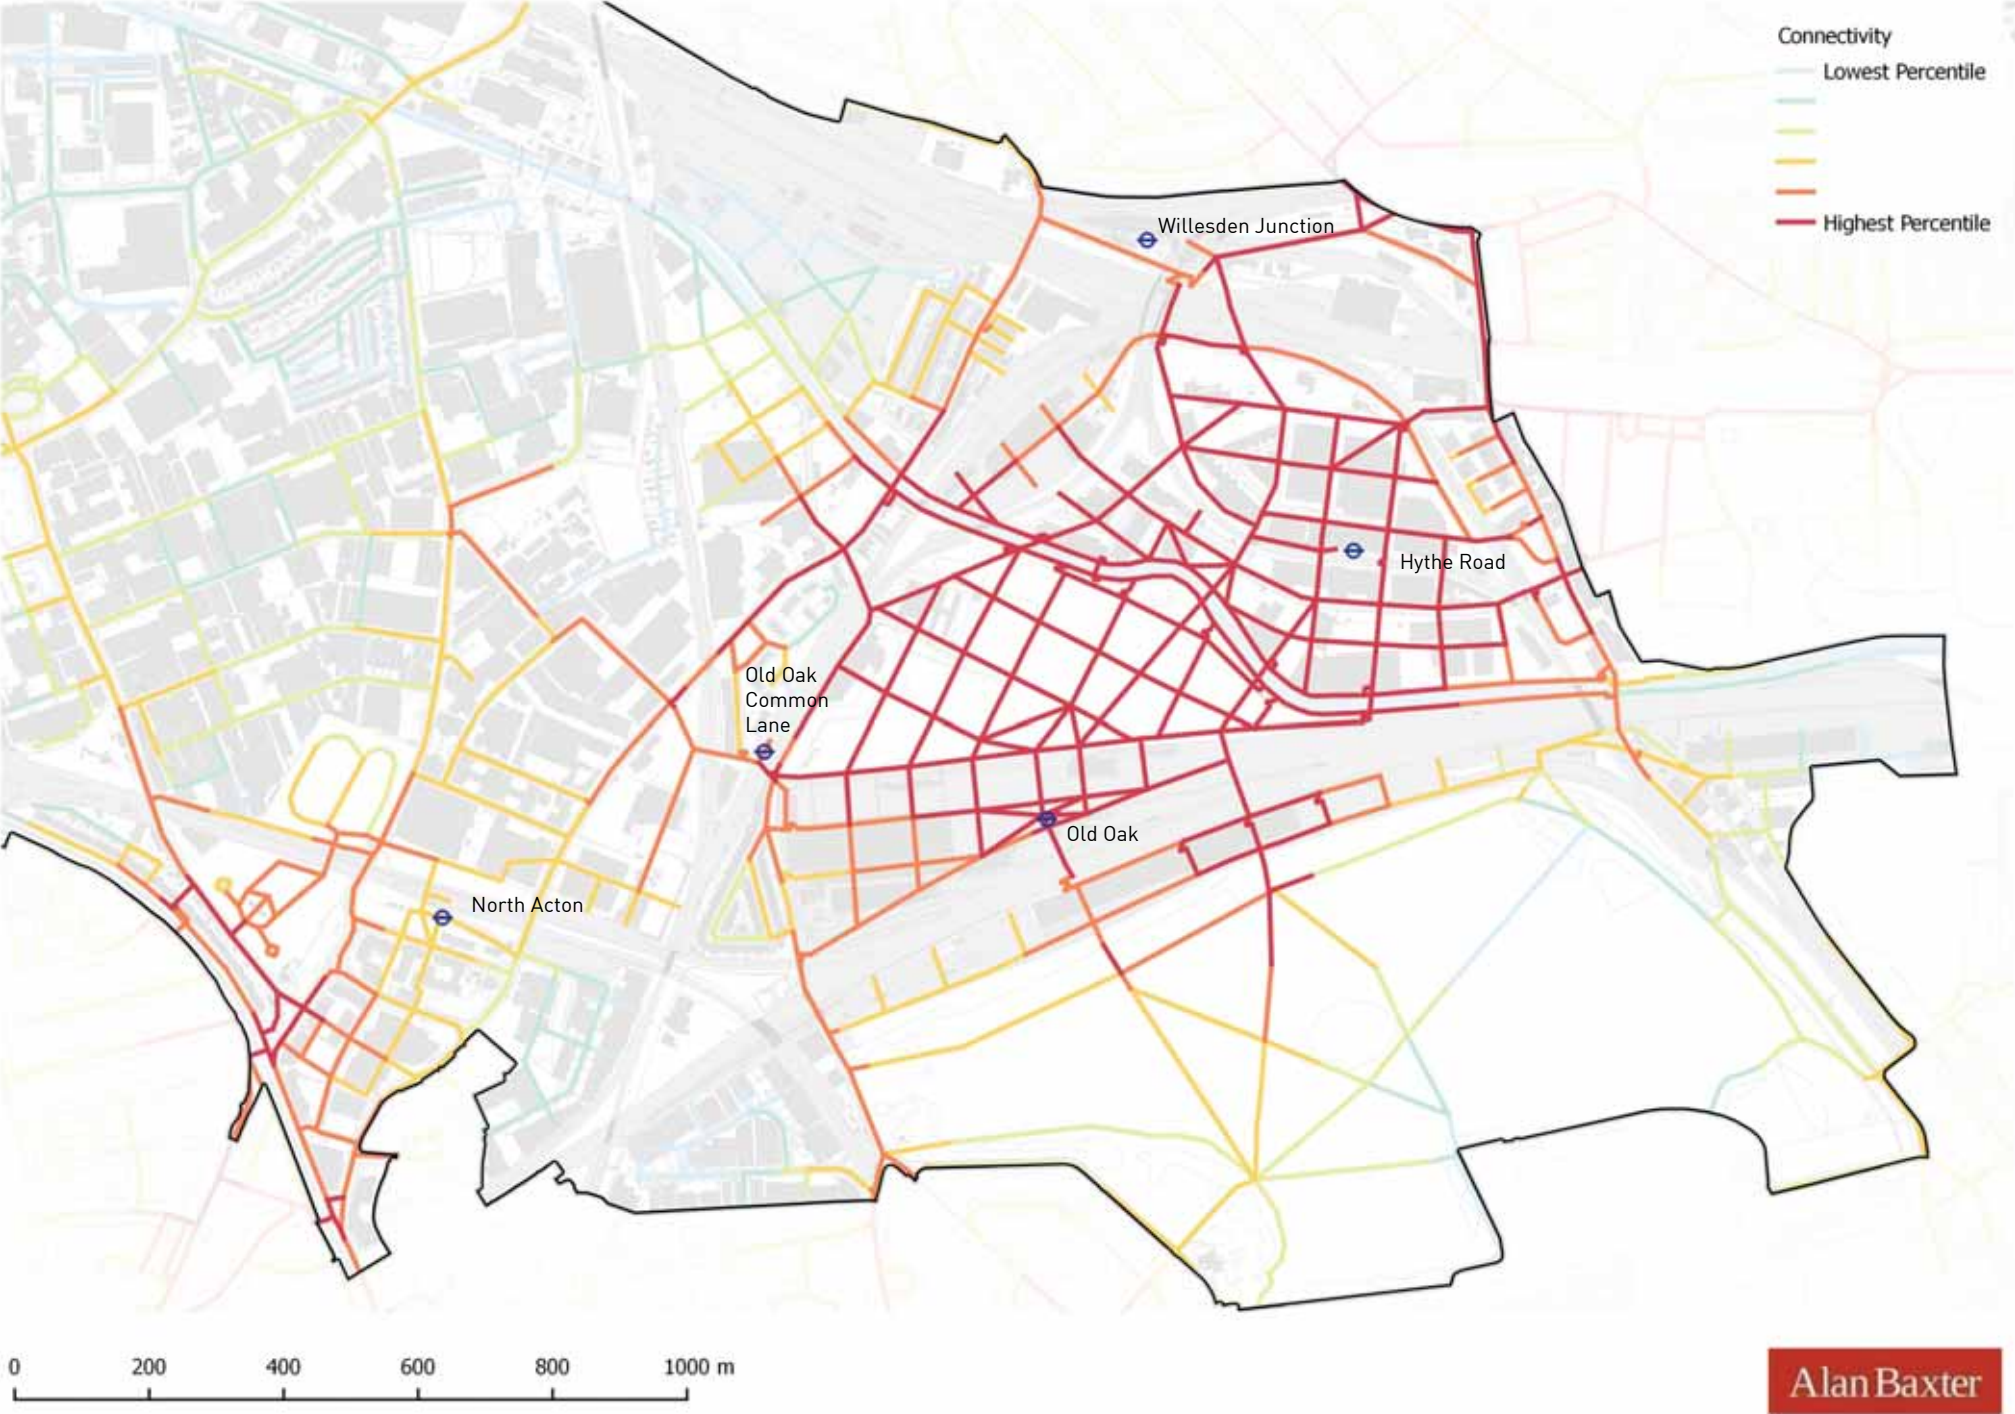 Connectivity
Lowest Percentile
Highest Percentile
Willesden Junction
Hythe Road
Old Oak
Common
Lane
Old Oak
North Acton
0 200 400 600 800 1000 m
Alan Baxter